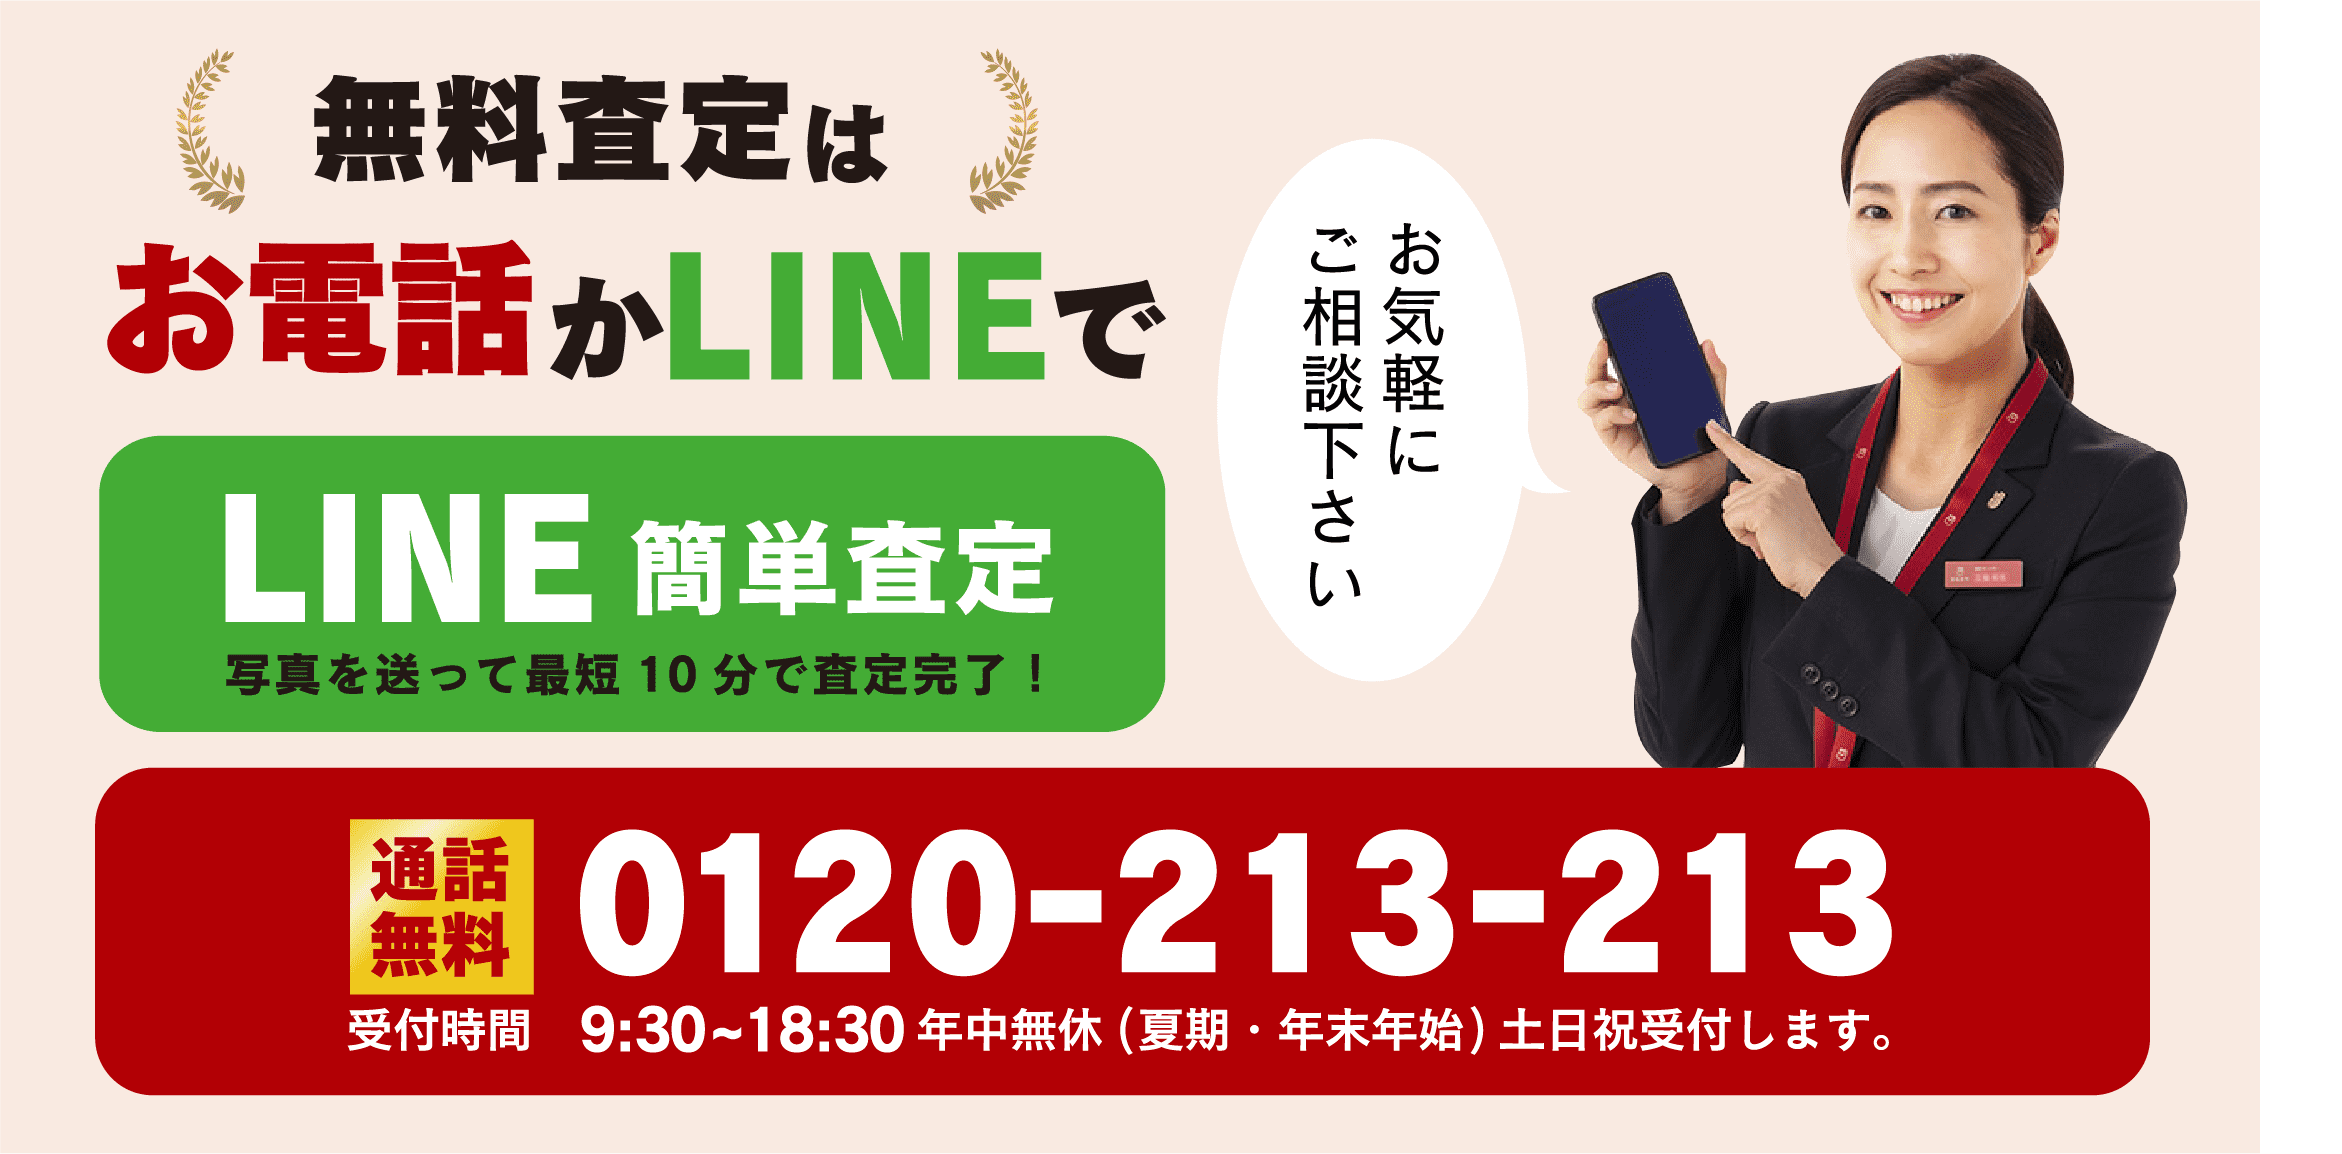 無料査定は
お電話かLINEで
LINE 簡単査定
写真を送って最短10分で査定完了！
お気軽に
ご相談下さい
通話
無料
0120-213-213
受付時間 9:30~18:30 年中無休(夏期・年末年始)土日祝受付します。